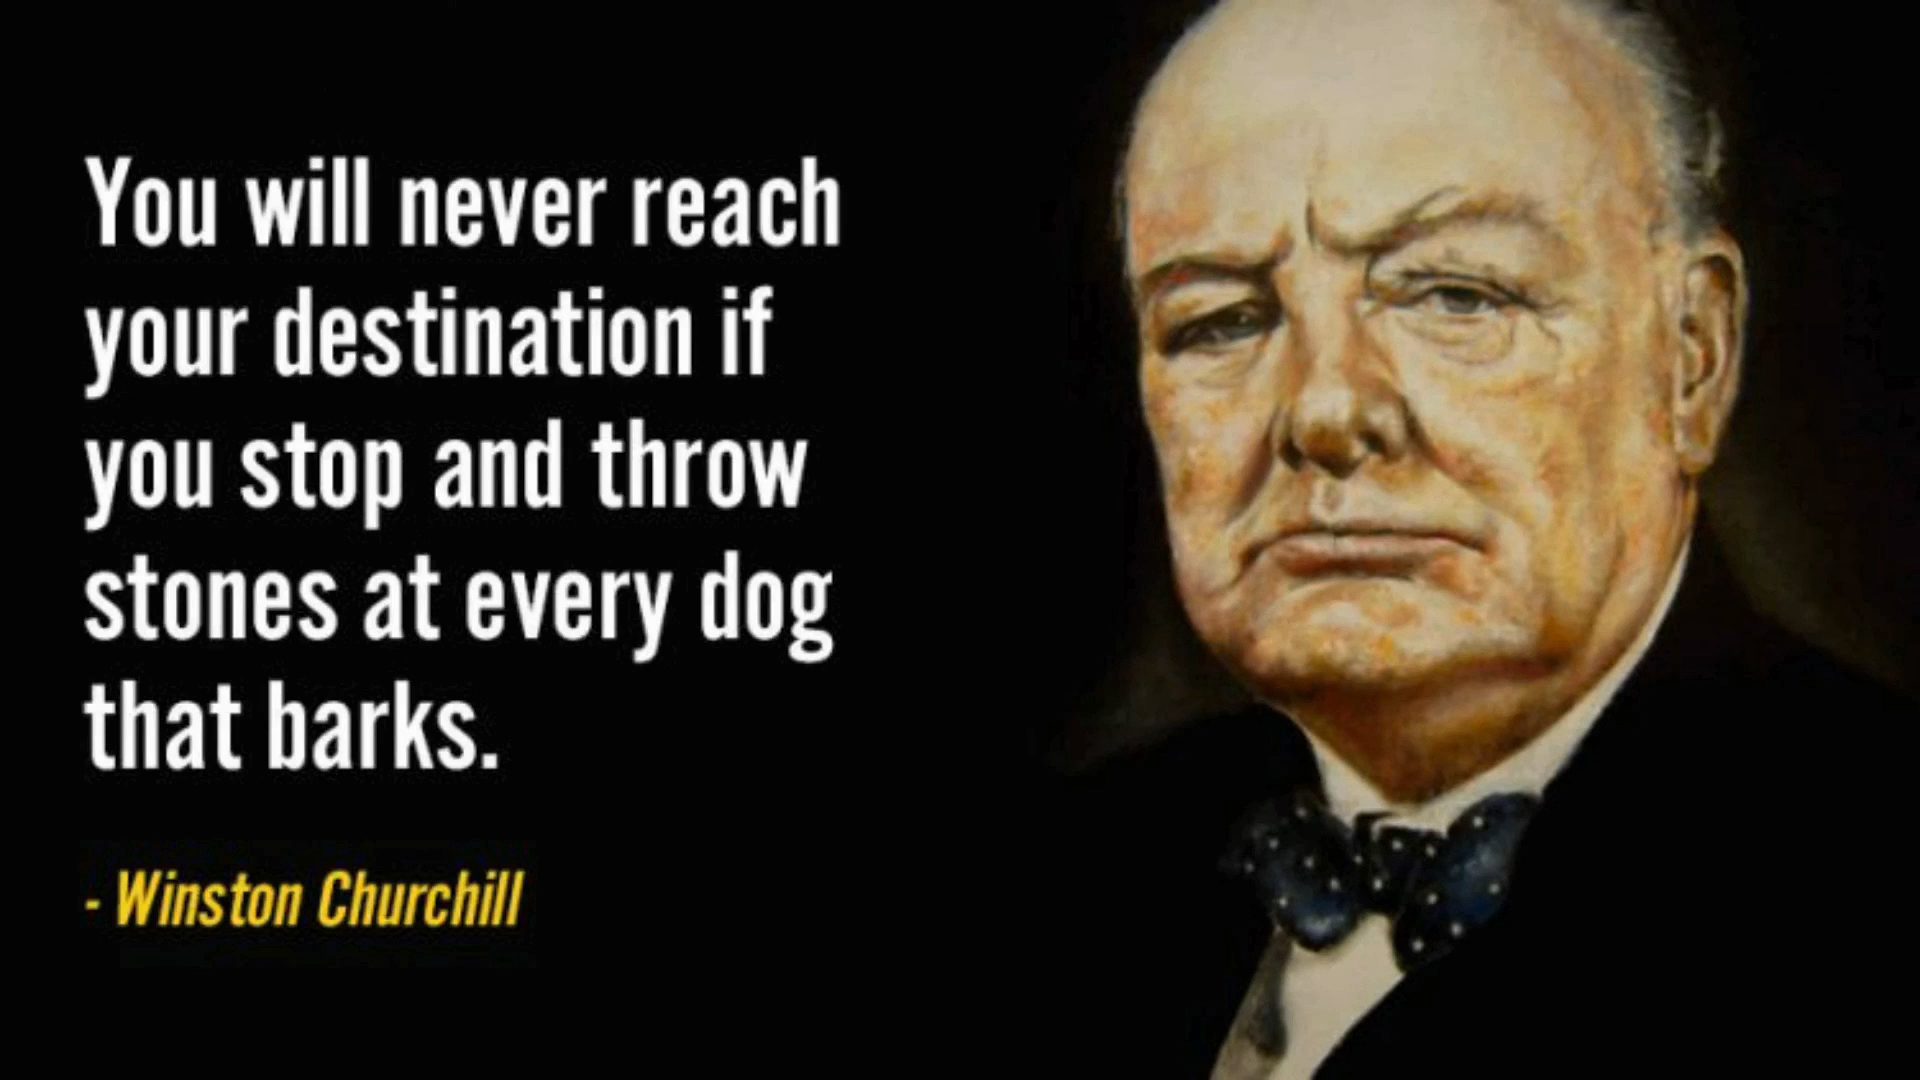 You will never reach
your destination if
you stop and throw
stones at every dog
that barks.
- Winston Churchill